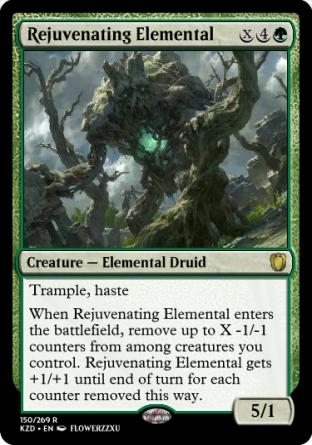 Rejuvenating Elemental X 4
Creature — Elemental Druid
Trample, haste
When Rejuvenating Elemental enters
the battlefield, remove up to X -1/-1
counters from among creatures you
control. Rejuvenating Elemental gets
+1/+1 until end of turn for each
counter removed this way.
5/1
150/269 R
KZD • EN FLOWERZZXU